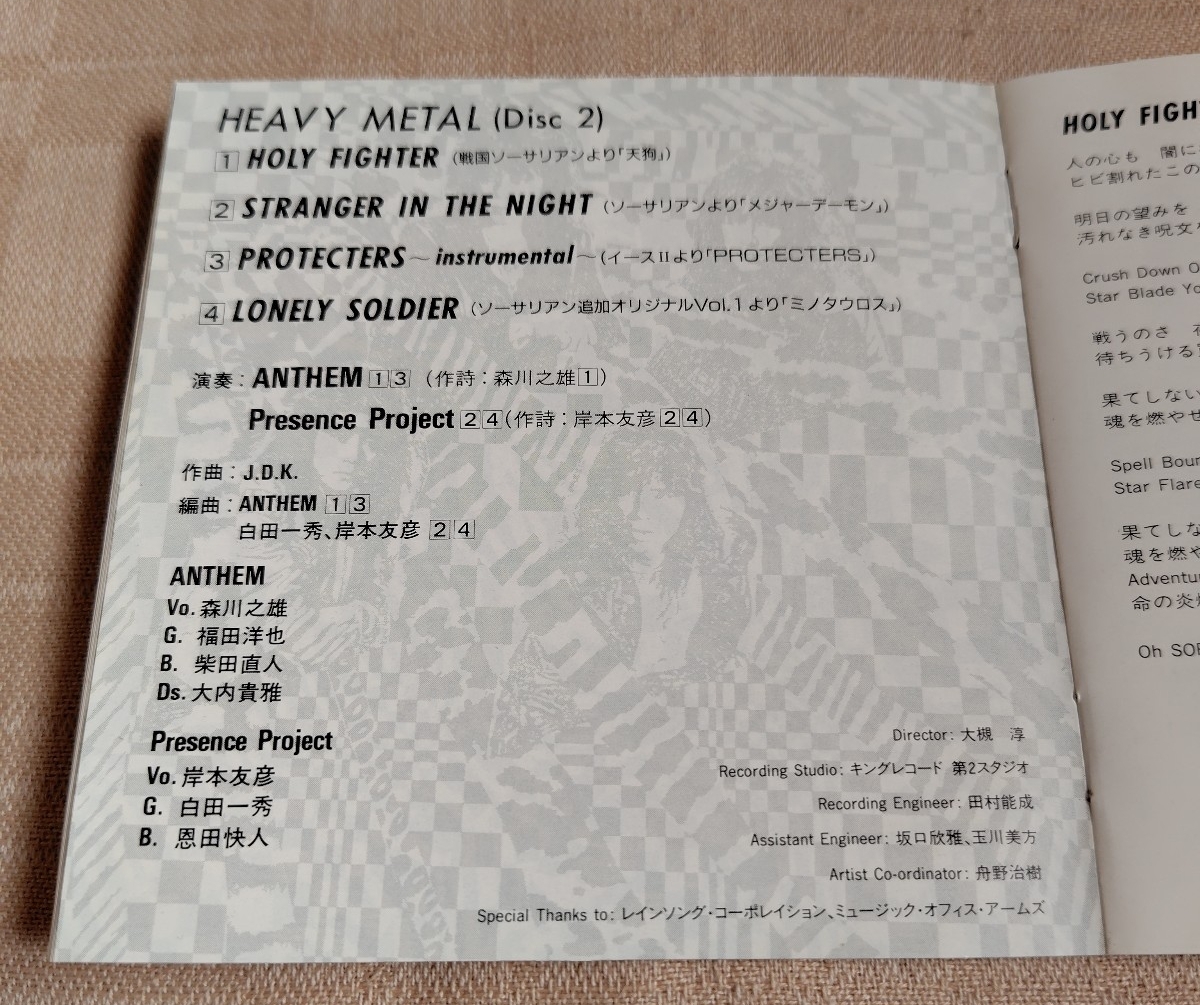 HEAVY METAL (Disc 2)
1 HOLY FIGHTER (戦国ソーサリアンより「天狗」)
2 STRANGER IN THE NIGHT (ソーサリアンより「メジャーデーモン」)
3 PROTECTERS～instrumental～(イースIIより「PROTECTERS」)
4 LONELY SOLDIER (ソーサリアン追加オリジナルVol.1より「ミノタウロス」)
演奏:ANTHEM 1 3 (作詩:森川之雄1)
Presence Project 2 4 (作詩:岸本友彦 2 4)
作曲:J.D.K.
編曲:ANTHEM 1 3
白田一秀、岸本友彦 2 4
ANTHEM
Vo. 森川之雄
G. 福田洋也
B. 柴田直人
Ds. 大内貴雅
Presence Project
Vo. 岸本友彦
G. 白田一秀
B. 恩田快人
Director: 大槻 淳
Recording Studio: キングレコード 第2スタジオ
Recording Engineer: 田村能成
Assistant Engineer: 坂口欣雅、玉川美方
Artist Co-ordinator: 舟野治樹
Special Thanks to: レインソング・コーポレイション、ミュージック・オフィス・アームズ
HOLY FIGH
人の心も 闇に
ヒビ割れたこの
明日の望みを
汚れなき呪文
Crush Down O
Star Blade Yo
戦うのさ
待ちうける
果てしない
魂を燃やせ
Spell Boun
Star Flare
果てしな
魂を燃や
Adventu
命の炎
Oh SO